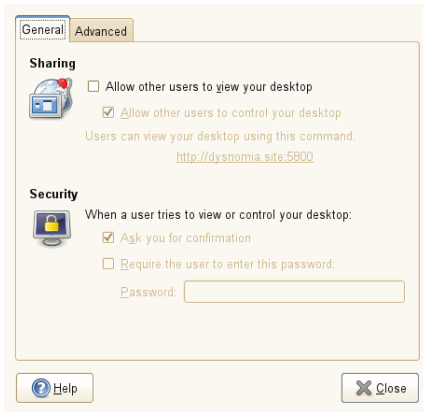 General Advanced
Sharing
Allow other users to view your desktop
Allow other users to control your desktop
Users can view your desktop using this command:
http://dysnomia.site:5800
Security
When a user tries to view or control your desktop:
Ask you for confirmation
Require the user to enter this password:
Password:
Help Close